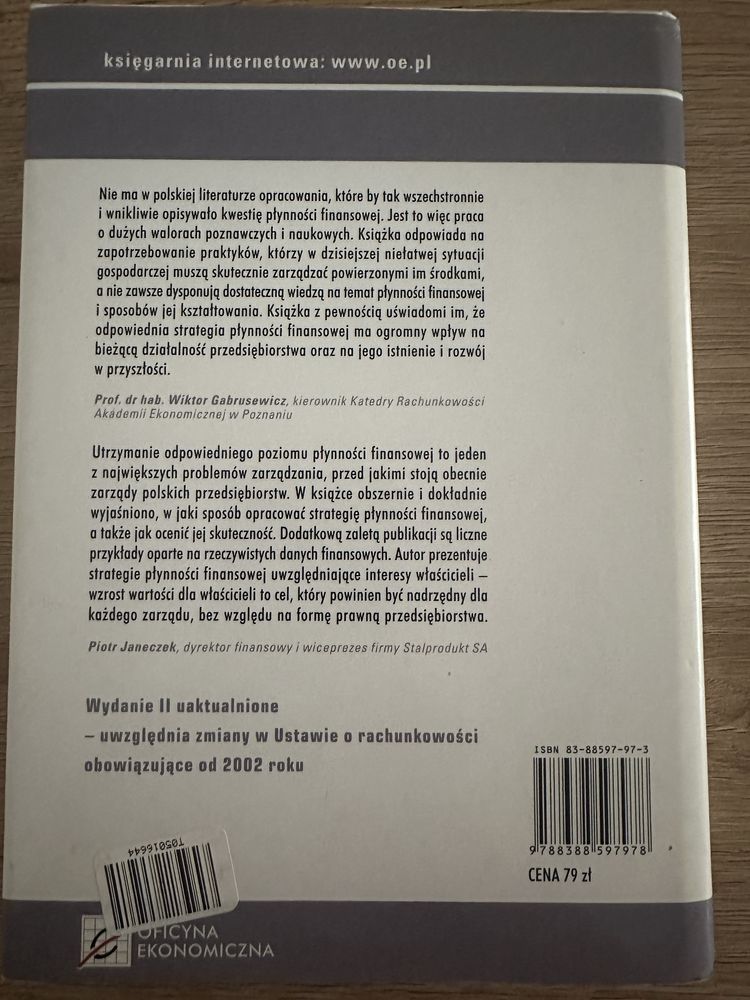 księgarnia internetowa: www.oe.pl
Nie ma w polskiej literaturze opracowania, które by tak wszechstronnie
i wnikliwie opisywało kwestię płynności finansowej. Jest to więc praca
o dużych walorach poznawczych i naukowych. Książka odpowiada na
zapotrzebowanie praktyków, którzy w dzisiejszej niełatwej sytuacji
gospodarczej muszą skutecznie zarządzać powierzonymi im środkami,
a nie zawsze dysponują dostateczną wiedzą na temat płynności finansowej
i sposobów jej kształtowania. Książka z pewnością uświadomi im, że
odpowiednia strategia płynności finansowej ma ogromny wpływ na
bieżącą działalność przedsiębiorstwa oraz na jego istnienie i rozwój
w przyszłości.
Prof. dr hab. Wiktor Gabrusewicz, kierownik Katedry Rachunkowości
Akademii Ekonomicznej w Poznaniu
Utrzymanie odpowiedniego poziomu płynności finansowej to jeden
z największych problemów zarządzania, przed jakimi stoją obecnie
zarządy polskich przedsiębiorstw. W książce obszernie i dokładnie
wyjaśniono, w jaki sposób opracować strategię płynności finansowej,
a także jak ocenić jej skuteczność. Dodatkową zaletą publikacji są liczne
przykłady oparte na rzeczywistych danych finansowych. Autor prezentuje
strategie płynności finansowej uwzględniające interesy właścicieli –
wzrost wartości dla właścicieli to cel, który powinien być nadrzędny dla
każdego zarządu, bez względu na formę prawną przedsiębiorstwa.
Piotr Janeczek, dyrektor finansowy i wiceprezes firmy Stalprodukt SA
Wydanie II uaktualnione
– uwzględnia zmiany w Ustawie o rachunkowości
obowiązujące od 2002 roku
ISBN 83-88597-97-3
9 788388 597978
CENA 79 zł
T05016644
OFICYNA
EKONOMICZNA